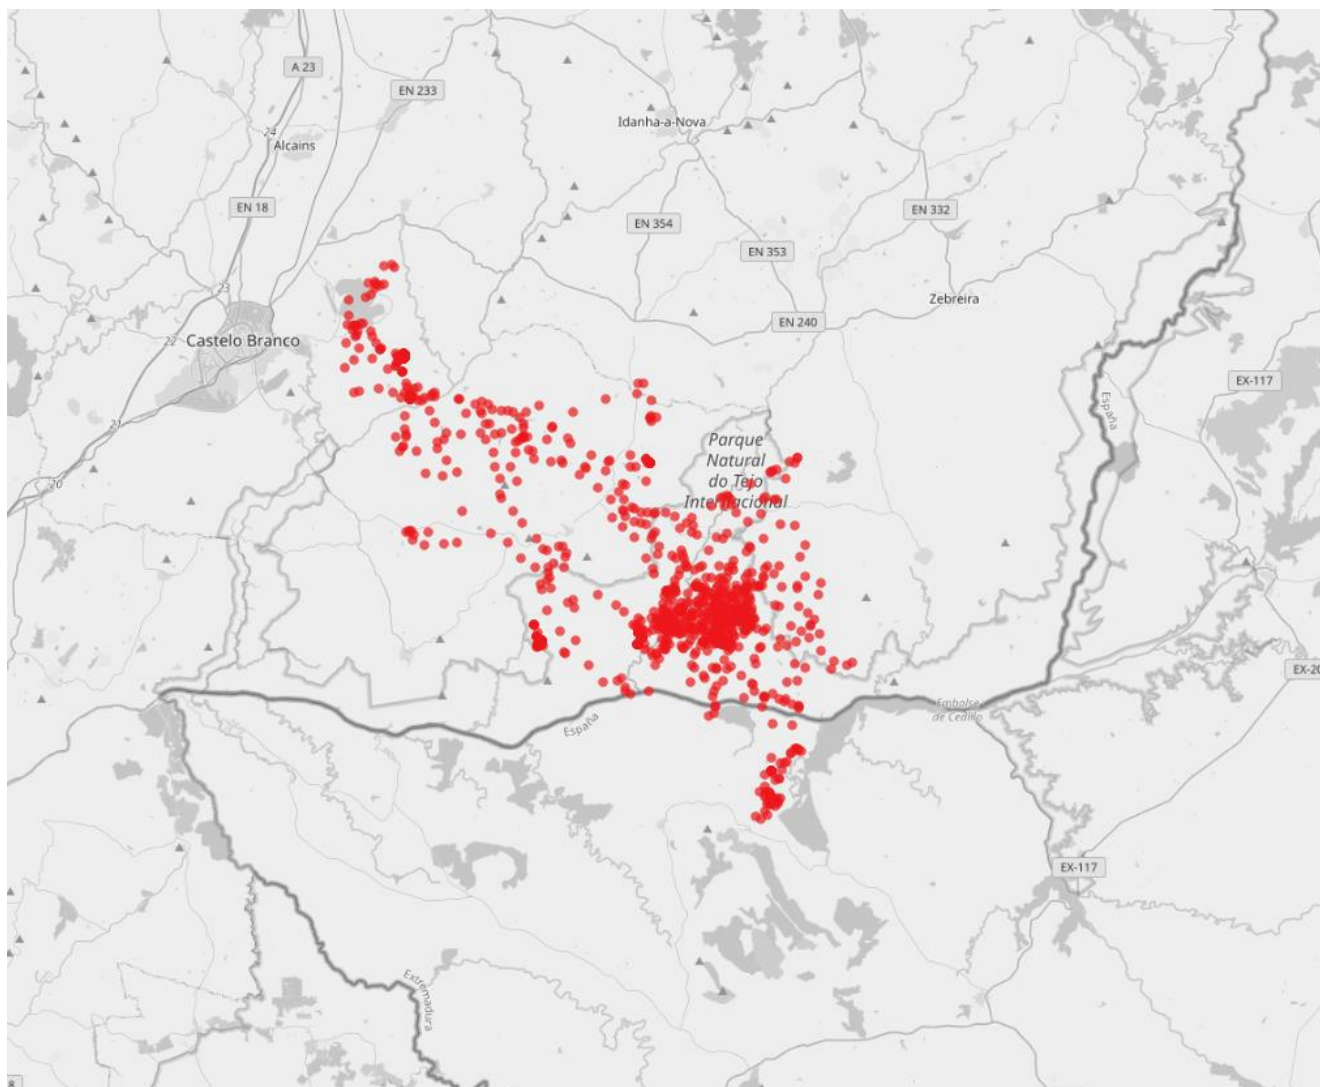 A 23
EN 233
Idanha-a-Nova
24
Alcains
EN 18
EN 332
EN 354
EN 353
23
Zebreira
EN 240
22
Castelo Branco
EX-117
España
21
Parque
Natural
do Tejo
Internacional
20
EX-20
Embalse
de Cedillo
España
EX-117
Extremadura
8